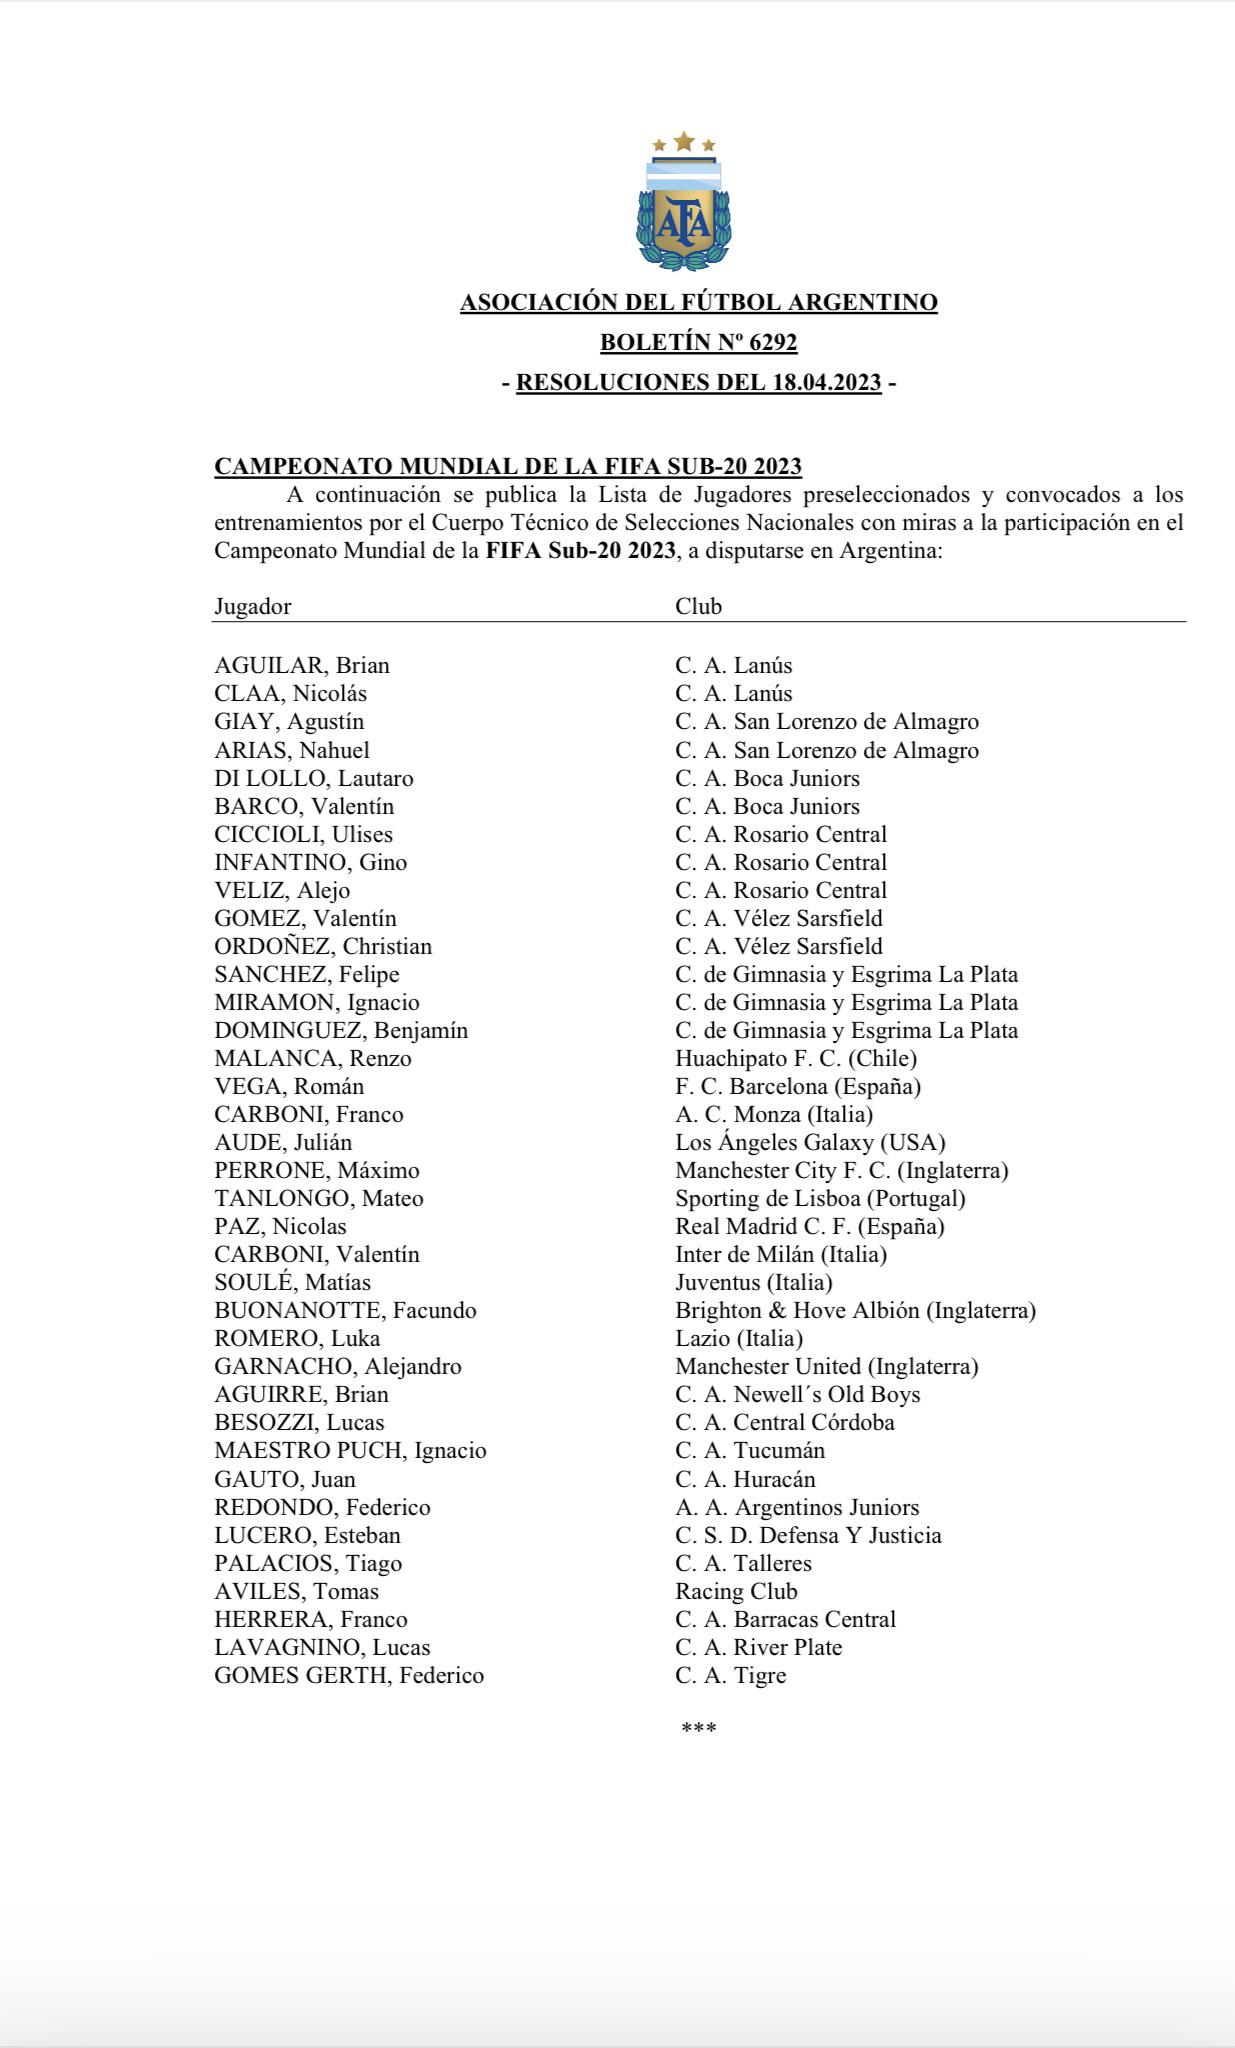 AFA
ASOCIACIÓN DEL FÚTBOL ARGENTINO
BOLETÍN Nº 6292
- RESOLUCIONES DEL 18.04.2023 -
CAMPEONATO MUNDIAL DE LA FIFA SUB-20 2023
A continuación se publica la Lista de Jugadores preseleccionados y convocados a los
entrenamientos por el Cuerpo Técnico de Selecciones Nacionales con miras a la participación en el
Campeonato Mundial de la FIFA Sub-20 2023, a disputarse en Argentina:
Jugador Club
AGUILAR, Brian C. A. Lanús
CLAA, Nicolás C. A. Lanús
GIAY, Agustín C. A. San Lorenzo de Almagro
ARIAS, Nahuel C. A. San Lorenzo de Almagro
DI LOLLO, Lautaro C. A. Boca Juniors
BARCO, Valentín C. A. Boca Juniors
CICCIOLI, Ulises C. A. Rosario Central
INFANTINO, Gino C. A. Rosario Central
VELIZ, Alejo C. A. Rosario Central
GOMEZ, Valentín C. A. Vélez Sarsfield
ORDOÑEZ, Christian C. A. Vélez Sarsfield
SANCHEZ, Felipe C. de Gimnasia y Esgrima La Plata
MIRAMON, Ignacio C. de Gimnasia y Esgrima La Plata
DOMINGUEZ, Benjamín C. de Gimnasia y Esgrima La Plata
MALANCA, Renzo Huachipato F. C. (Chile)
VEGA, Román F. C. Barcelona (España)
CARBONI, Franco A. C. Monza (Italia)
AUDE, Julián Los Ángeles Galaxy (USA)
PERRONE, Máximo Manchester City F. C. (Inglaterra)
TANLONGO, Mateo Sporting de Lisboa (Portugal)
PAZ, Nicolas Real Madrid C. F. (España)
CARBONI, Valentín Inter de Milán (Italia)
SOULÉ, Matías Juventus (Italia)
BUONANOTTE, Facundo Brighton & Hove Albión (Inglaterra)
ROMERO, Luka Lazio (Italia)
GARNACHO, Alejandro Manchester United (Inglaterra)
AGUIRRE, Brian C. A. Newell´s Old Boys
BESOZZI, Lucas C. A. Central Córdoba
MAESTRO PUCH, Ignacio C. A. Tucumán
GAUTO, Juan C. A. Huracán
REDONDO, Federico A. A. Argentinos Juniors
LUCERO, Esteban C. S. D. Defensa Y Justicia
PALACIOS, Tiago C. A. Talleres
AVILES, Tomas Racing Club
HERRERA, Franco C. A. Barracas Central
LAVAGNINO, Lucas C. A. River Plate
GOMES GERTH, Federico C. A. Tigre
***